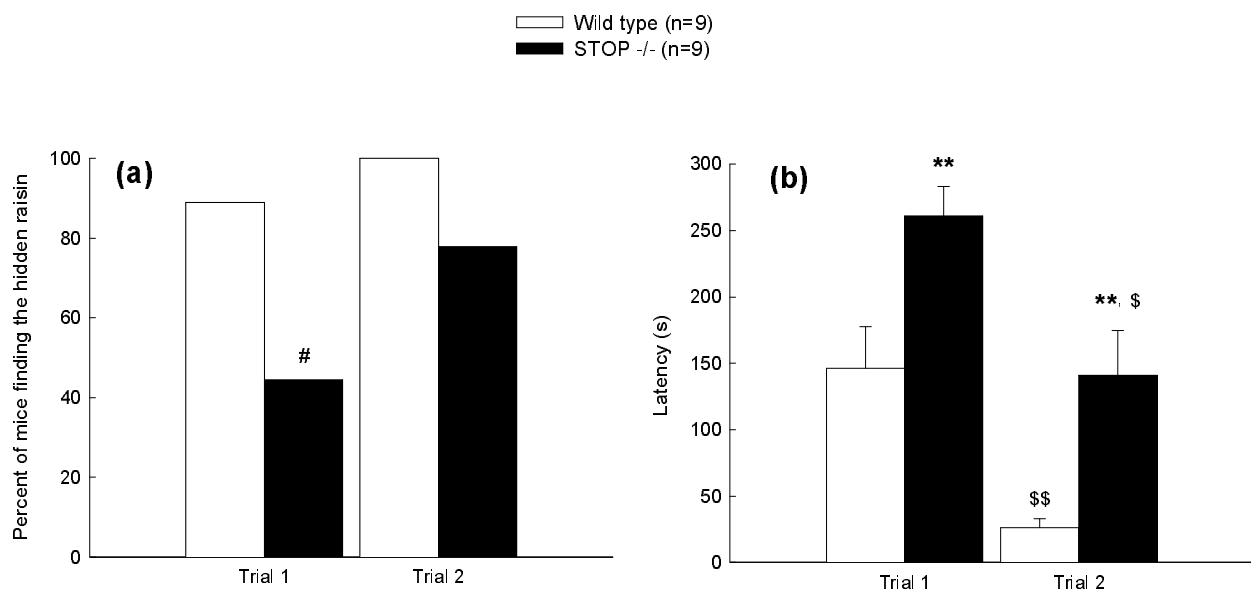 Wild type (n=9)
STOP -/- (n=9)
(a)
Percent of mice finding the hidden raisin
100
80
60
40
20
0
#
Trial 1
Trial 2
(b)
Latency (s)
300
250
200
150
100
50
0
**
**, $
$$
Trial 1
Trial 2